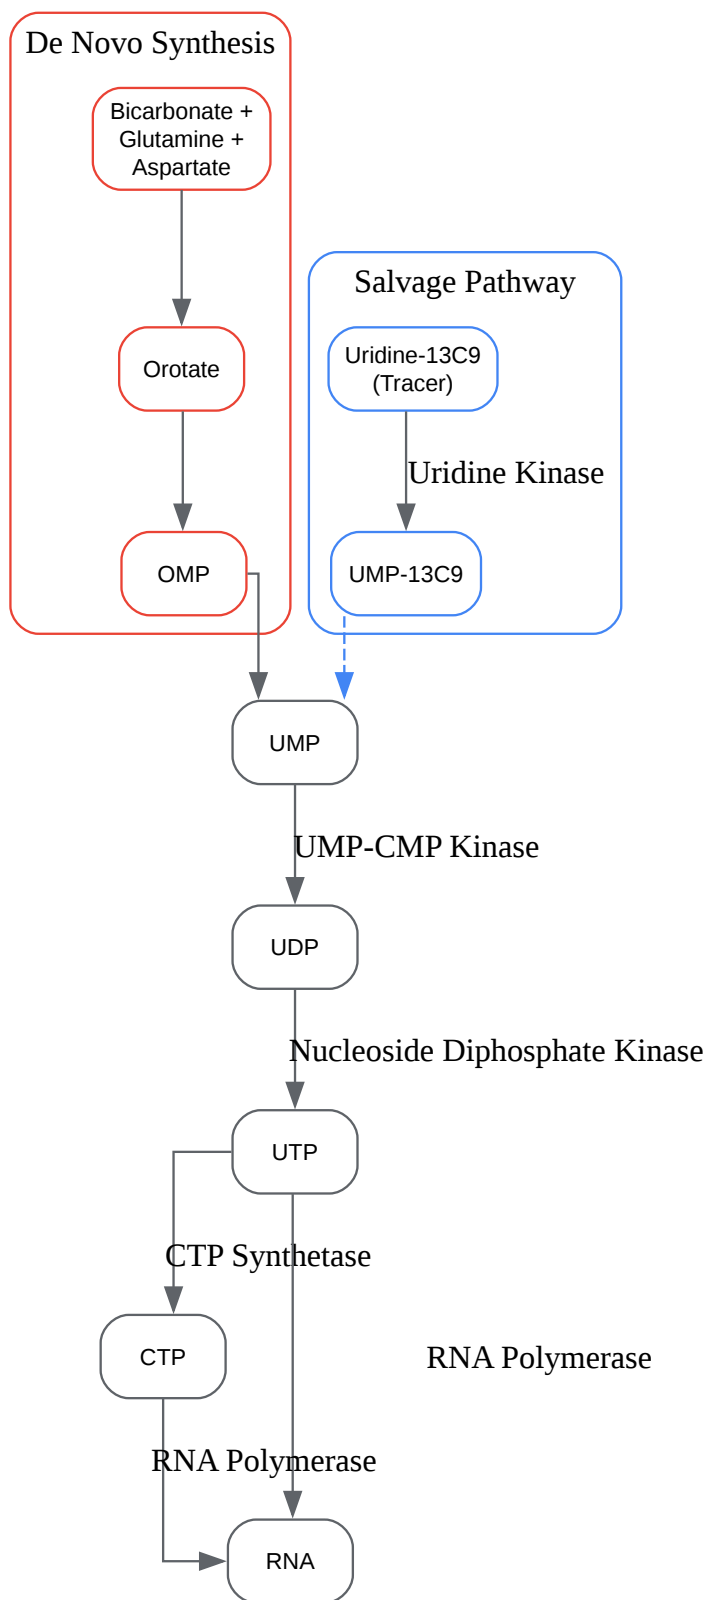 De Novo Synthesis
Bicarbonate +
Glutamine +
Aspartate
Salvage Pathway
Orotate
Uridine-13C9
(Tracer)
Uridine Kinase
OMP
UMP-13C9
UMP
UMP-CMP Kinase
UDP
Nucleoside Diphosphate Kinase
UTP
CTP Synthetase
CTP
RNA Polymerase
RNA Polymerase
RNA